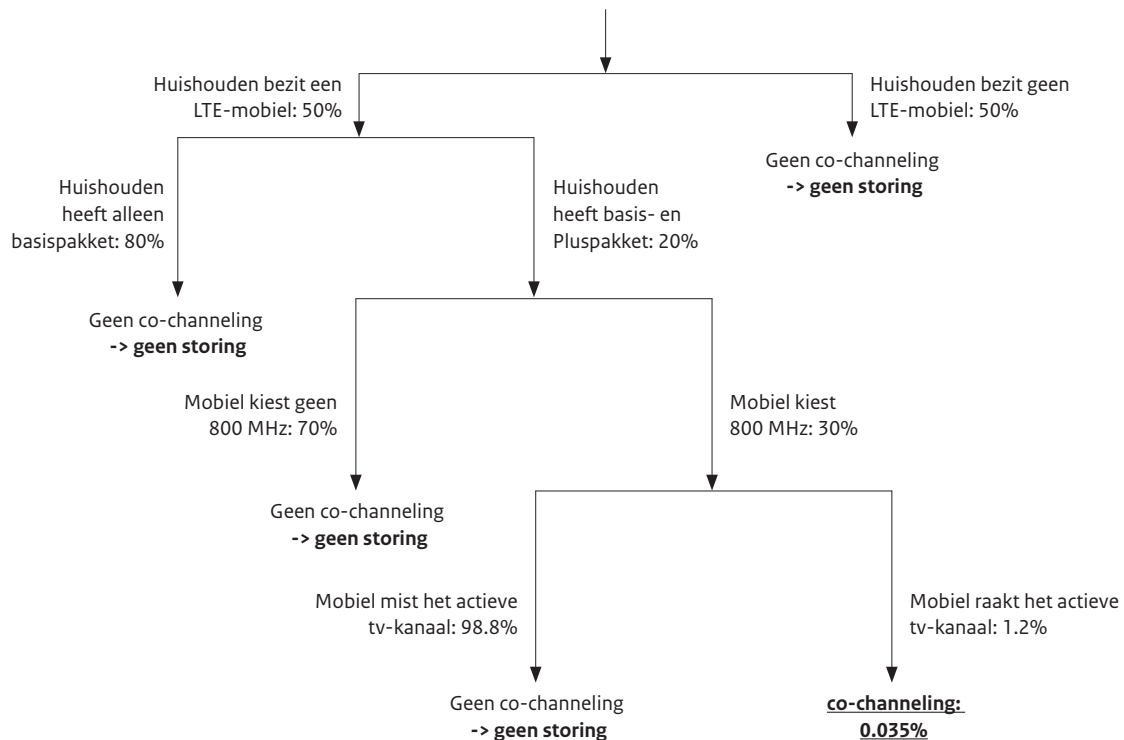 Huishouden bezit een
LTE-mobiel: 50%
Huishouden bezit geen
LTE-mobiel: 50%
Geen co-channeling
-> geen storing
Huishouden
heeft alleen
basispakket: 80%
Huishouden
heeft basis- en
Pluspakket: 20%
Geen co-channeling
-> geen storing
Mobiel kiest geen
800 MHz: 70%
Mobiel kiest
800 MHz: 30%
Geen co-channeling
-> geen storing
Mobiel mist het actieve
tv-kanaal: 98.8%
Mobiel raakt het actieve
tv-kanaal: 1.2%
Geen co-channeling
-> geen storing
co-channeling:
0.035%